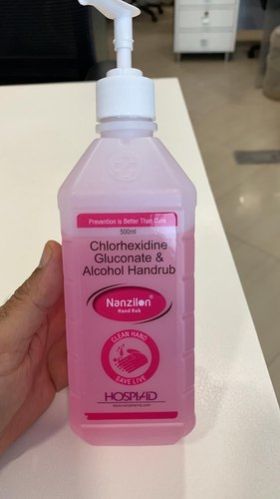 Prevention is Better Than Cure
500ml
Chlorhexidine
Gluconate &
Alcohol Handrub
Nanzilon®
Hand Rub
CLEAN HAND
SAVE LIVE
HOSPIAID